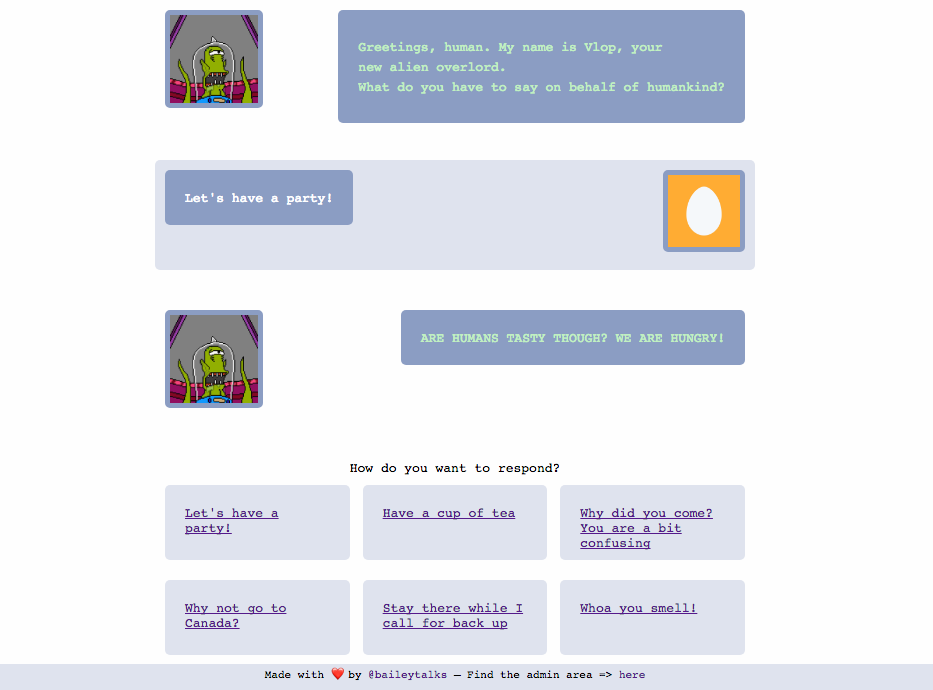 Greetings, human. My name is Vlop, your
new alien overlord.
What do you have to say on behalf of humankind?
Let's have a party!
ARE HUMANS TASTY THOUGH? WE ARE HUNGRY!
How do you want to respond?
Let's have a
party!
Have a cup of tea
Why did you come?
You are a bit
confusing
Why not go to
Canada?
Stay there while I
call for back up
Whoa you smell!
Made with ❤️ by @baileytalks — Find the admin area => here